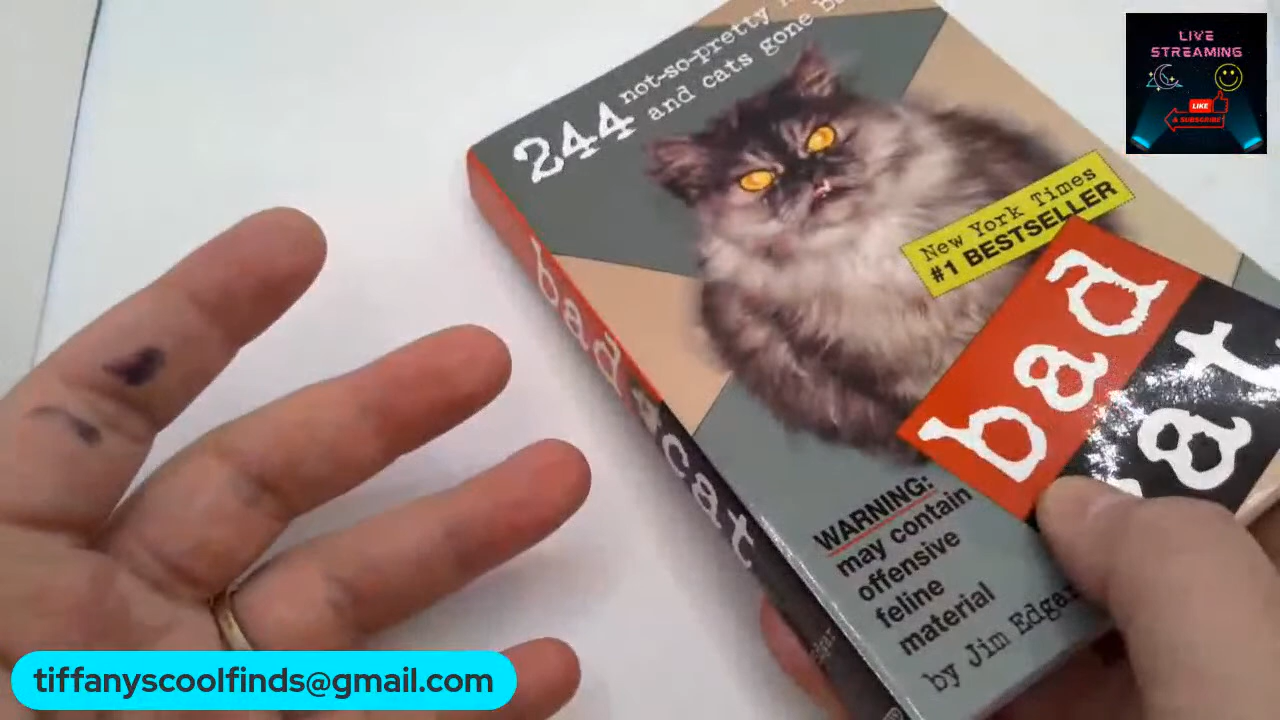 LIVE
STREAMING
LIKE
& SUBSCRIBE!
244 not-so-pretty
and cats gone
New York Times
#1 BESTSELLER
bad
WARNING:
may contain
offensive
feline
material
by Jim Edgar
bad cat
tiffanyscoolfinds@gmail.com